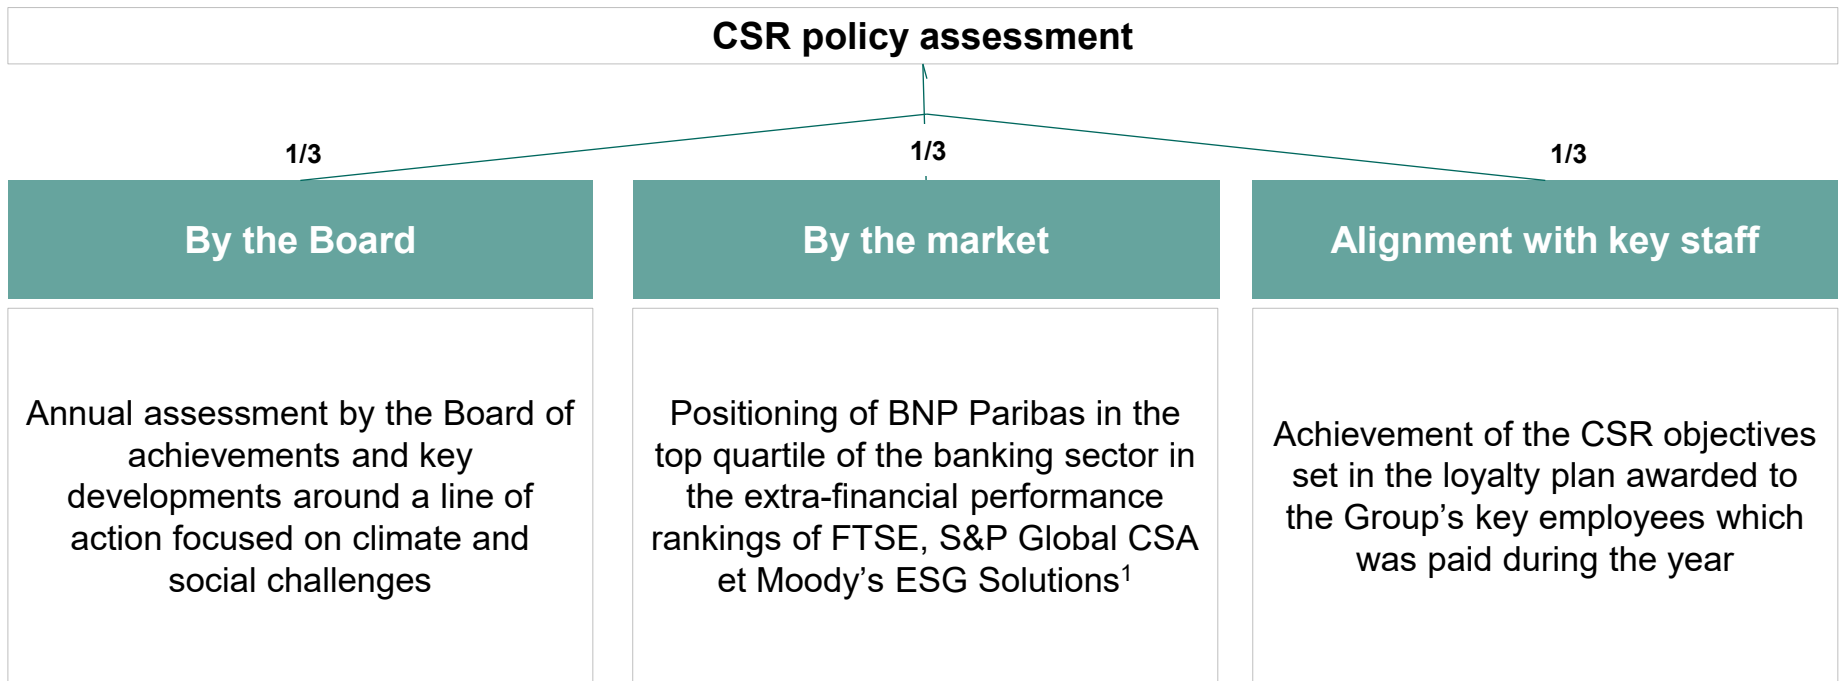 CSR policy assessment
1/3
1/3
1/3
By the Board
By the market
Alignment with key staff
Annual assessment by the Board of
achievements and key
developments around a line of
action focused on climate and
social challenges
Positioning of BNP Paribas in the
top quartile of the banking sector in
the extra-financial performance
rankings of FTSE, S&P Global CSA
et Moody’s ESG Solutions¹
Achievement of the CSR objectives
set in the loyalty plan awarded to
the Group’s key employees which
was paid during the year